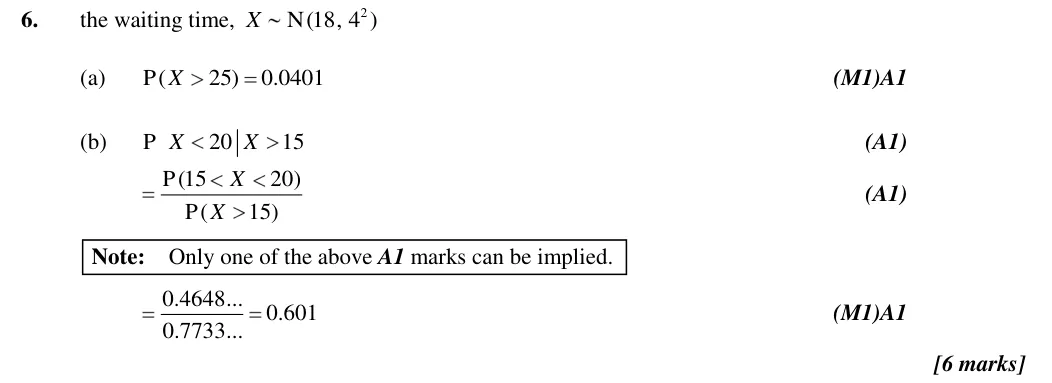 6. the waiting time, X ~ N(18, 4²)
(a) P(X > 25) = 0.0401 (M1)A1
(b) P X < 20|X > 15 (A1)
= P(15 < X < 20) / P(X > 15) (A1)
Note: Only one of the above A1 marks can be implied.
= 0.4648... / 0.7733... = 0.601 (M1)A1
[6 marks]